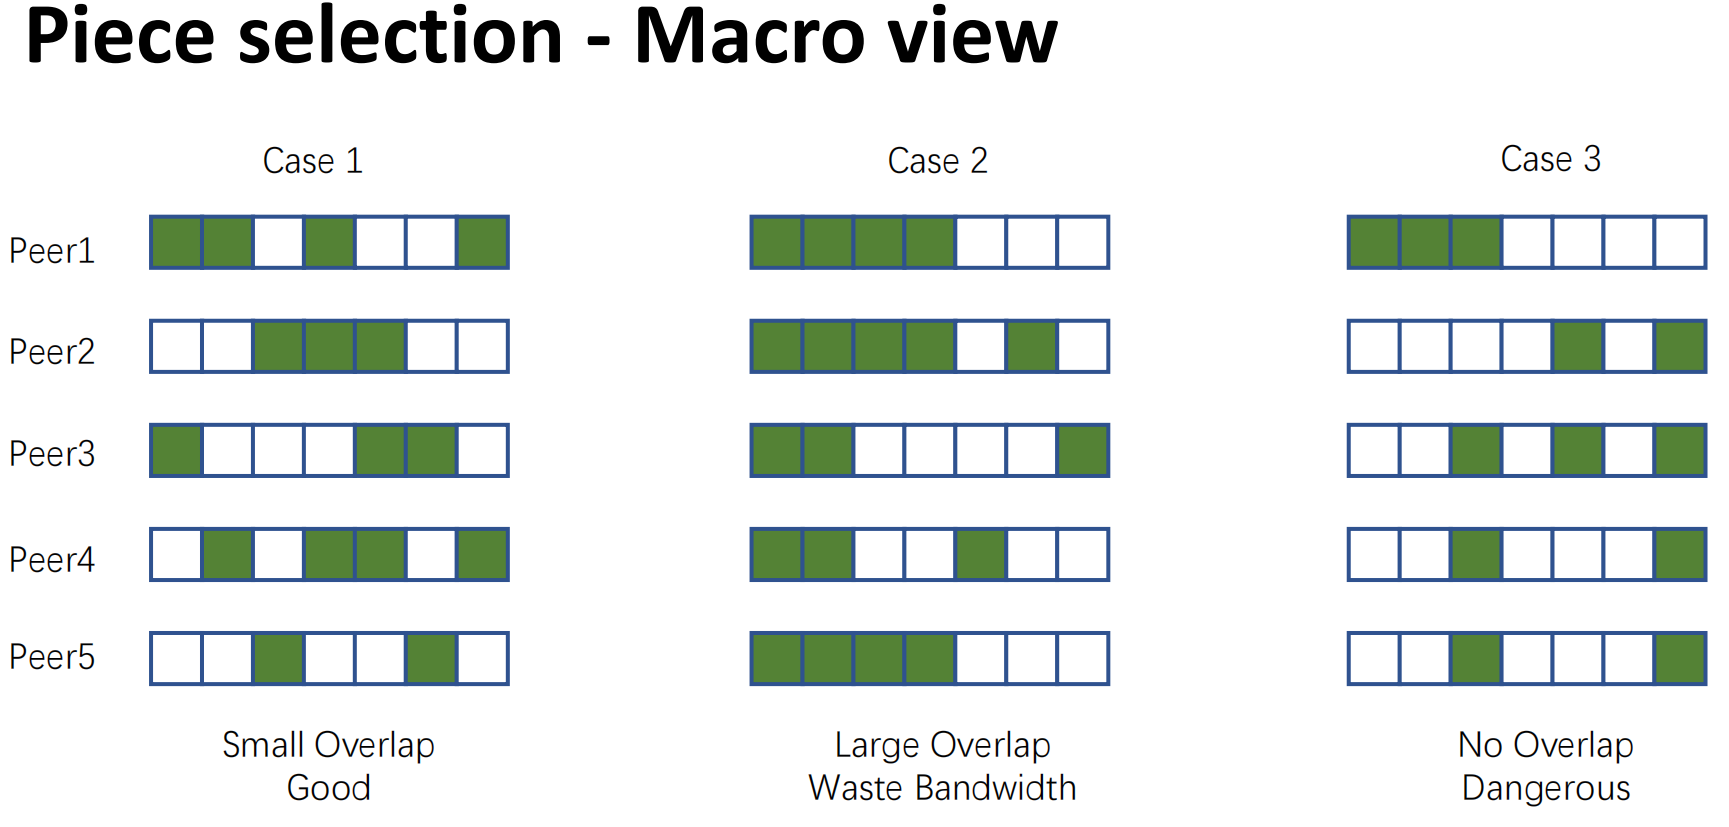 Piece selection - Macro view
Case 1
Case 2
Case 3
Peer1
Peer2
Peer3
Peer4
Peer5
Small Overlap
Good
Large Overlap
Waste Bandwidth
No Overlap
Dangerous